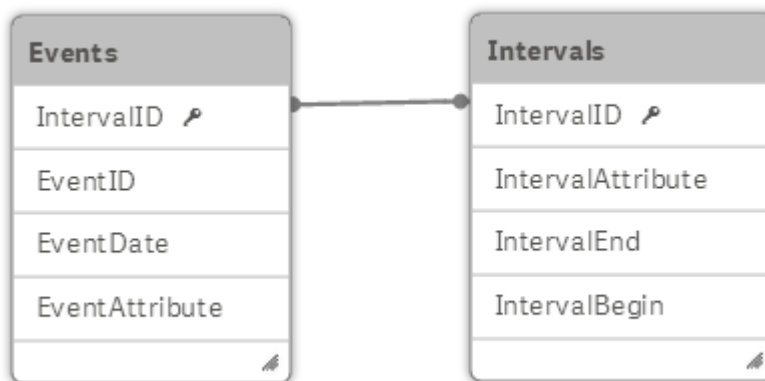 Events
IntervalID
EventID
EventDate
EventAttribute
Intervals
IntervalID
IntervalAttribute
IntervalEnd
IntervalBegin